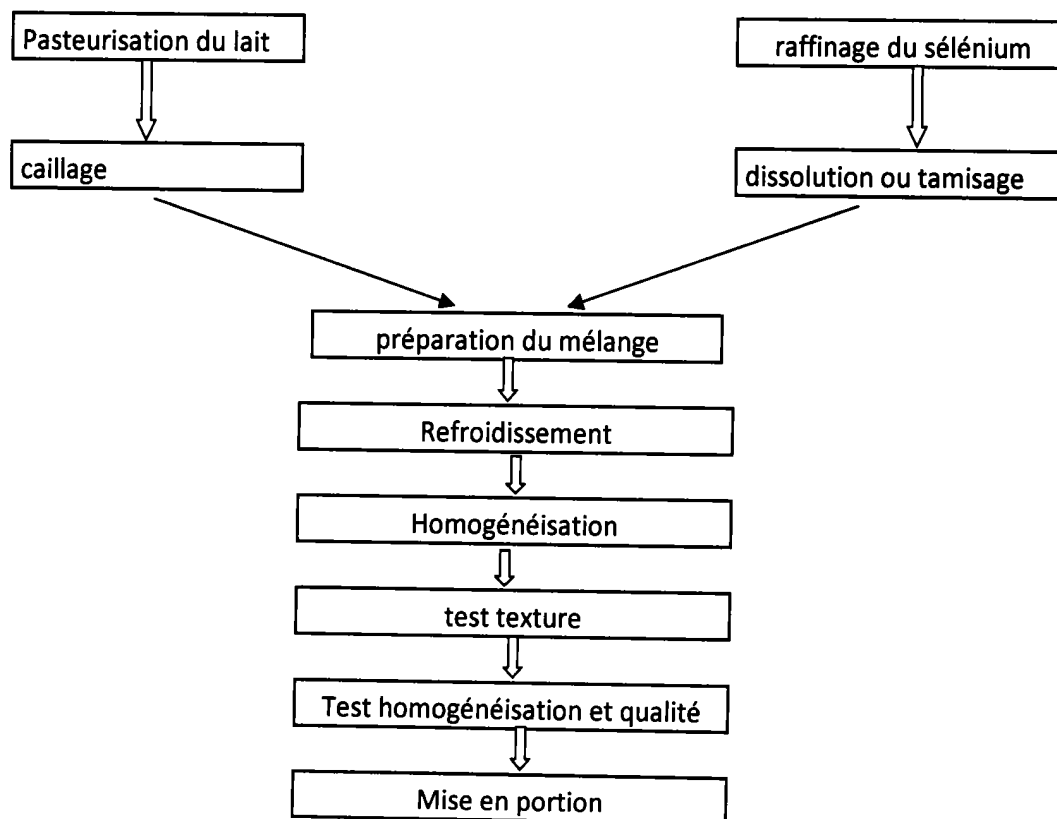 Pasteurisation du lait
raffinage du sélénium
caillage
dissolution ou tamisage
préparation du mélange
Refroidissement
Homogénéisation
test texture
Test homogénéisation et qualité
Mise en portion